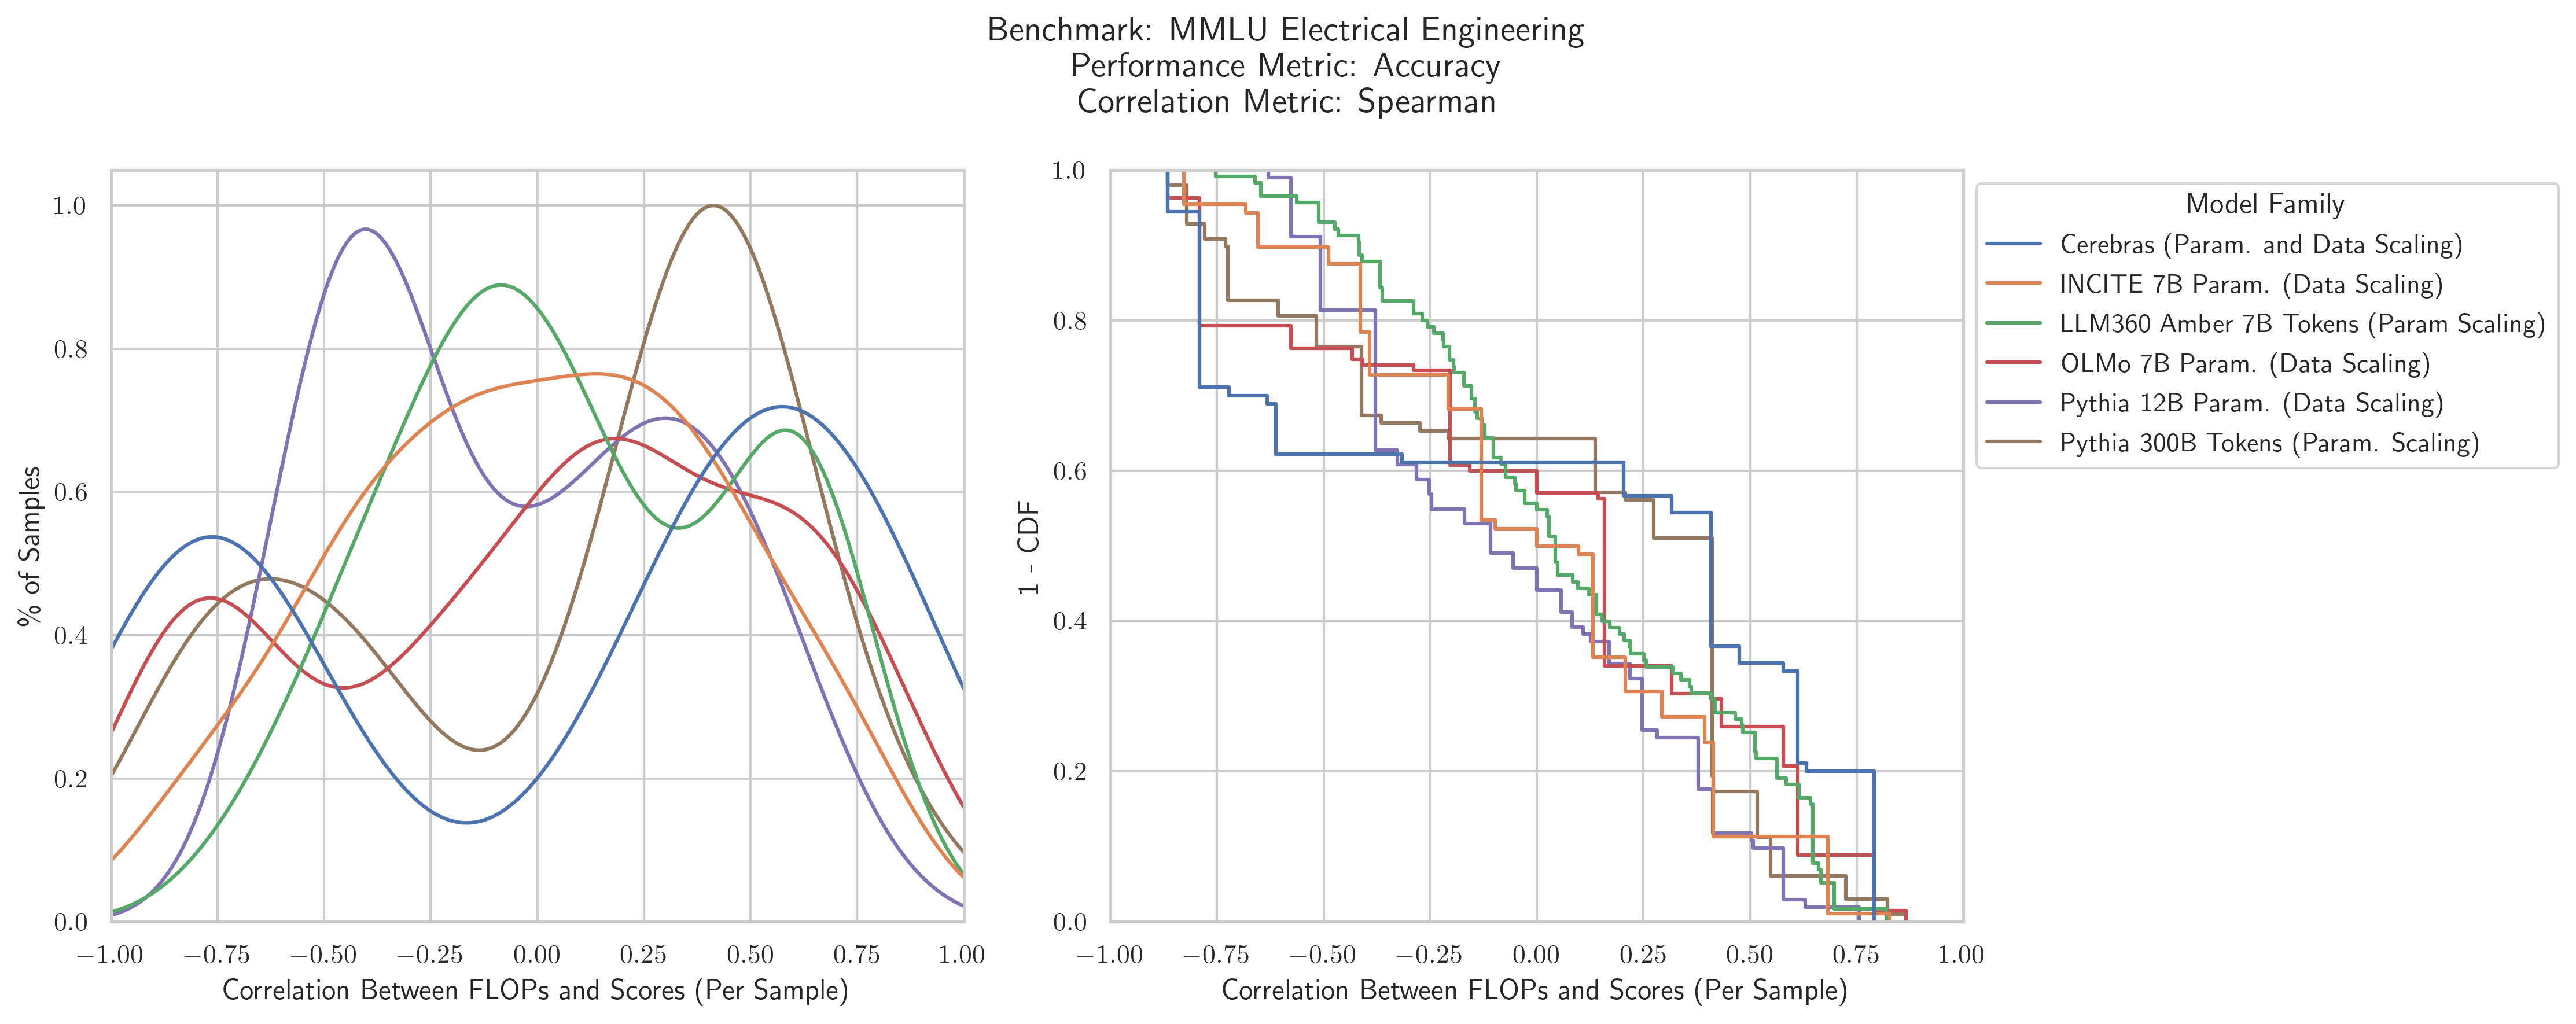 Benchmark: MMLU Electrical Engineering
Performance Metric: Accuracy
Correlation Metric: Spearman
% of Samples
1.0
0.8
0.6
0.4
0.2
0.0
−1.00 −0.75 −0.50 −0.25 0.00 0.25 0.50 0.75 1.00
Correlation Between FLOPs and Scores (Per Sample)
1 - CDF
1.0
0.8
0.6
0.4
0.2
0.0
−1.00 −0.75 −0.50 −0.25 0.00 0.25 0.50 0.75 1.00
Correlation Between FLOPs and Scores (Per Sample)
Model Family
Cerebras (Param. and Data Scaling)
INCITE 7B Param. (Data Scaling)
LLM360 Amber 7B Tokens (Param Scaling)
OLMo 7B Param. (Data Scaling)
Pythia 12B Param. (Data Scaling)
Pythia 300B Tokens (Param. Scaling)